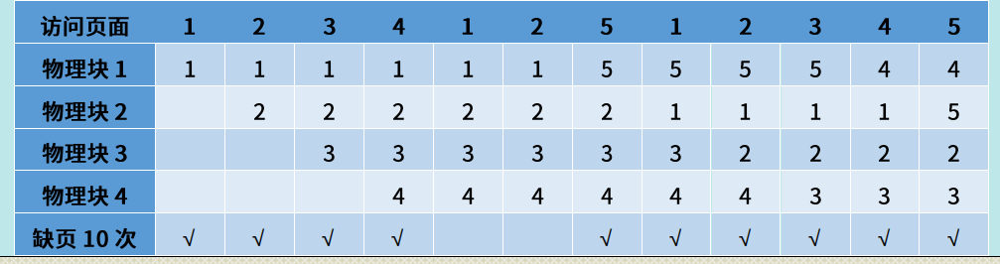 访问页面 1 2 3 4 1 2 5 1 2 3 4 5
物理块 1 1 1 1 1 1 1 5 5 5 5 4 4
物理块 2 2 2 2 2 2 2 1 1 1 1 5
物理块 3 3 3 3 3 3 3 2 2 2 2
物理块 4 4 4 4 4 4 4 3 3 3
缺页 10 次 √ √ √ √ √ √ √ √ √ √